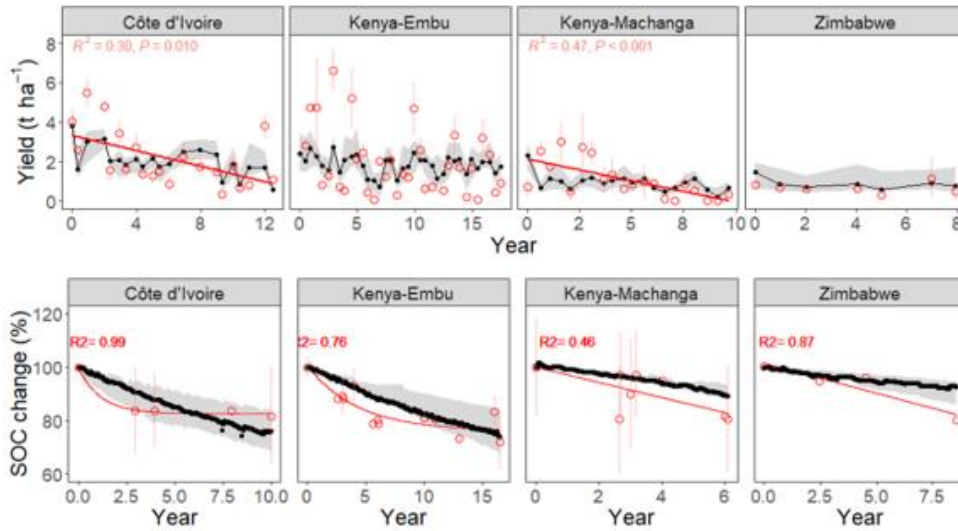 Côte d'Ivoire Kenya-Embu Kenya-Machanga Zimbabwe
R² = 0.30, P = 0.010 R² = 0.47, P < 0.001
Yield (t ha⁻¹)
8
6
4
2
0
0 4 8 12 0 5 10 15 0 2 4 6 8 10 0 2 4 6 8
Year
Côte d'Ivoire Kenya-Embu Kenya-Machanga Zimbabwe
SOC change (%)
120
R2= 0.99 2= 0.76 R2= 0.46 R2= 0.87
100
80
60
0.0 2.5 5.0 7.5 10.0 0 5 10 15 0 2 4 6 0.0 2.5 5.0 7.5
Year Year Year Year